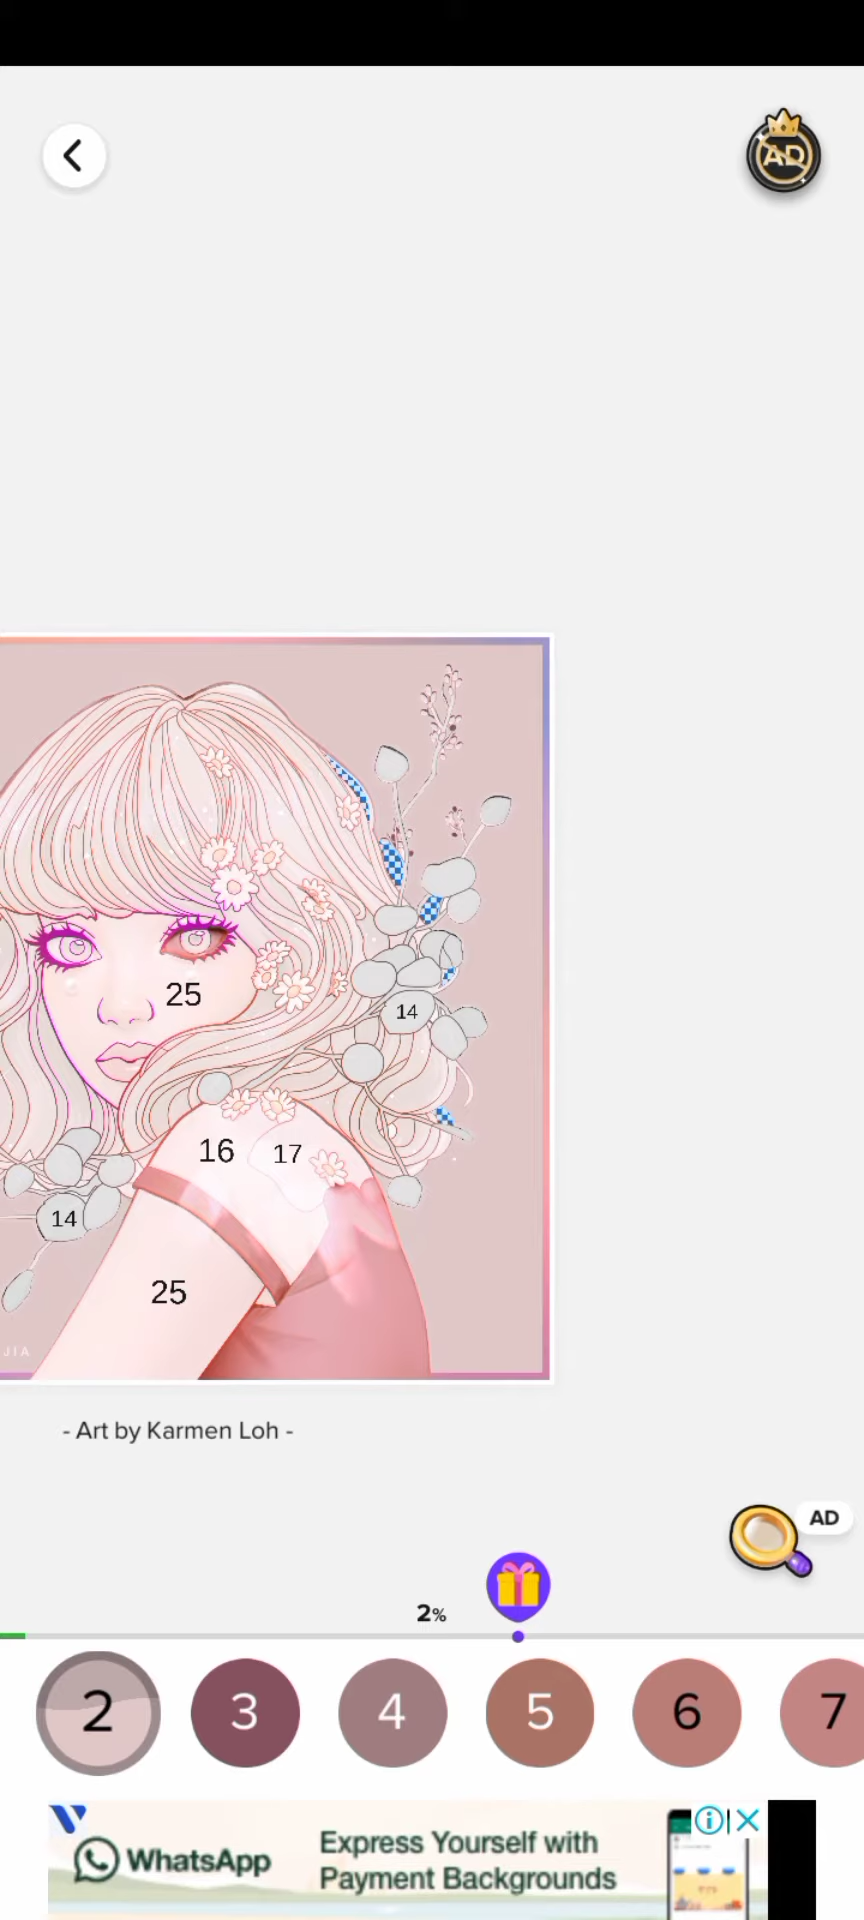 AD
25
14
16
17
14
25
JIA
- Art by Karmen Loh -
AD
2%
2
3
4
5
6
7
WhatsApp
Express Yourself with
Payment Backgrounds